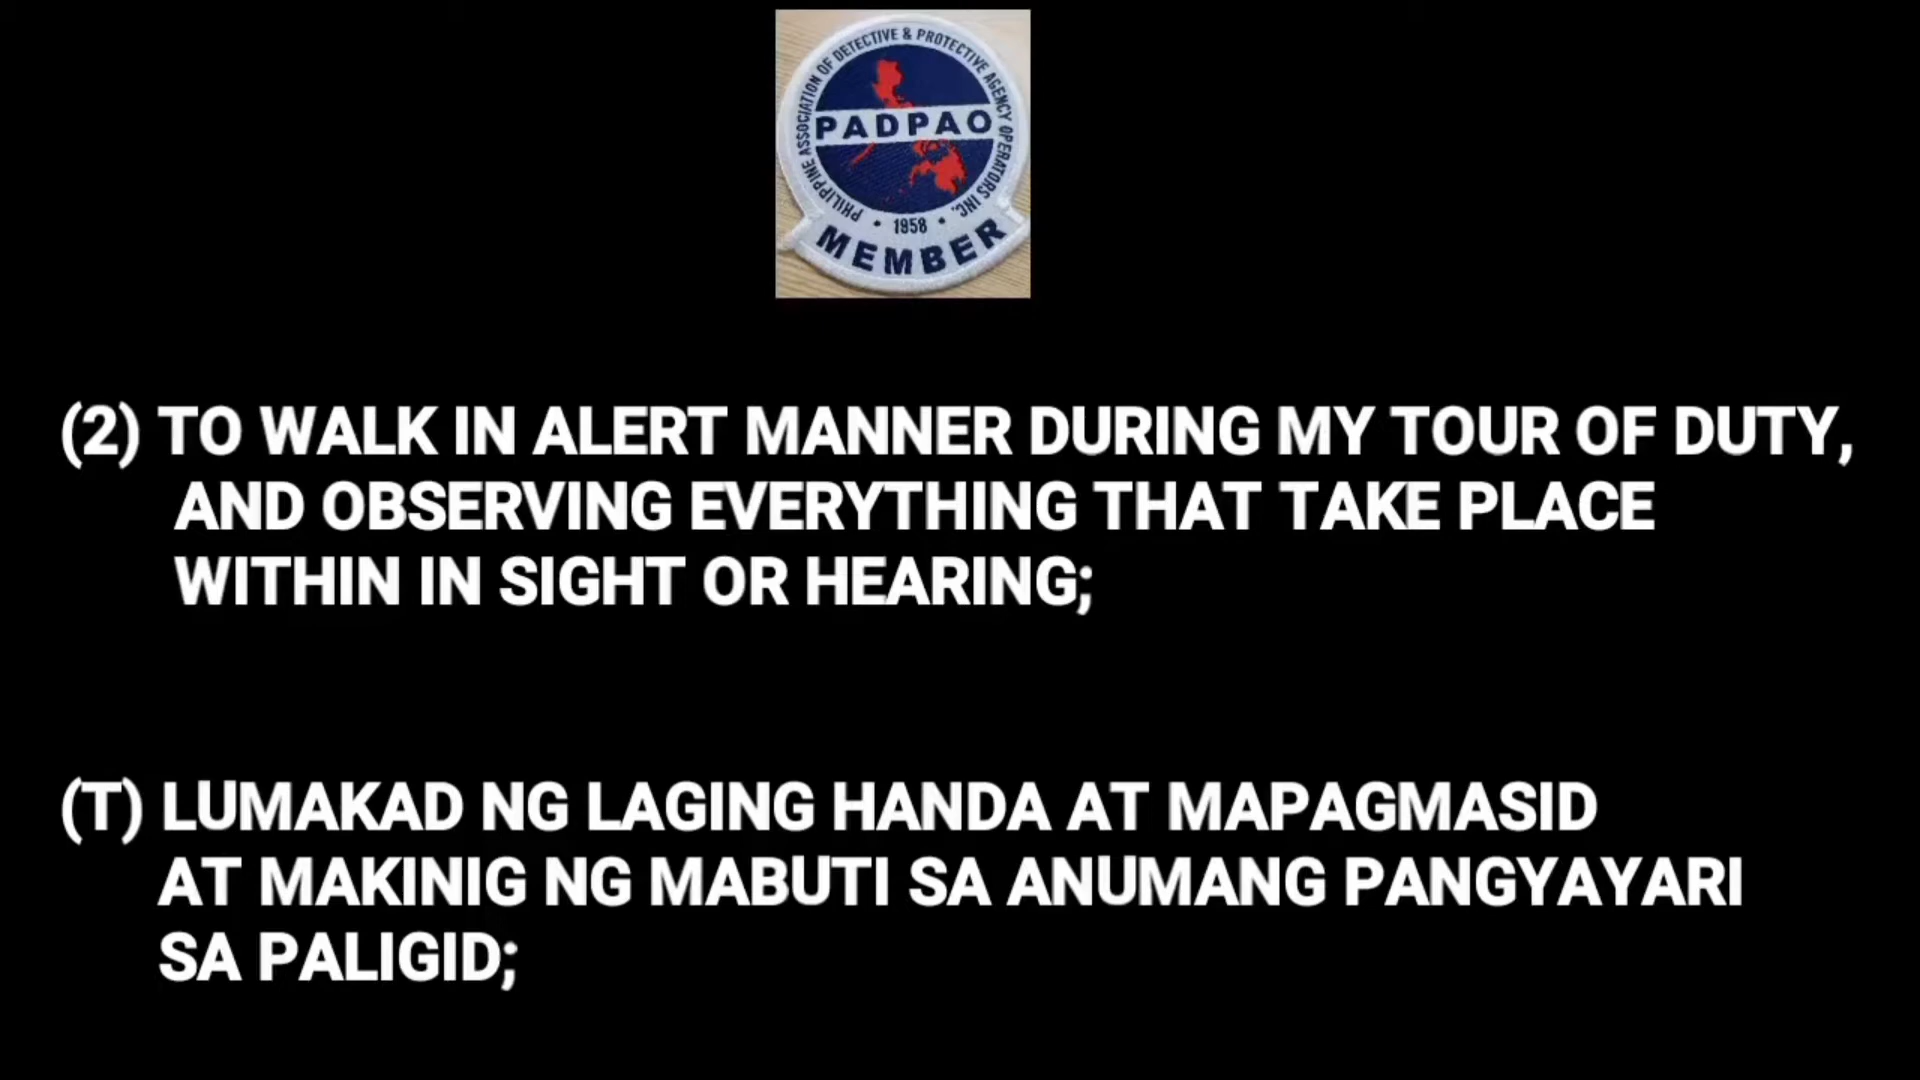 PHILIPPINE ASSOCIATION OF DETECTIVE & PROTECTIVE AGENCY OPERATORS INC.
PADPAO
• 1958 •
MEMBER
(2) TO WALK IN ALERT MANNER DURING MY TOUR OF DUTY,
AND OBSERVING EVERYTHING THAT TAKE PLACE
WITHIN IN SIGHT OR HEARING;
(T) LUMAKAD NG LAGING HANDA AT MAPAGMASID
AT MAKINIG NG MABUTI SA ANUMANG PANGYAYARI
SA PALIGID;